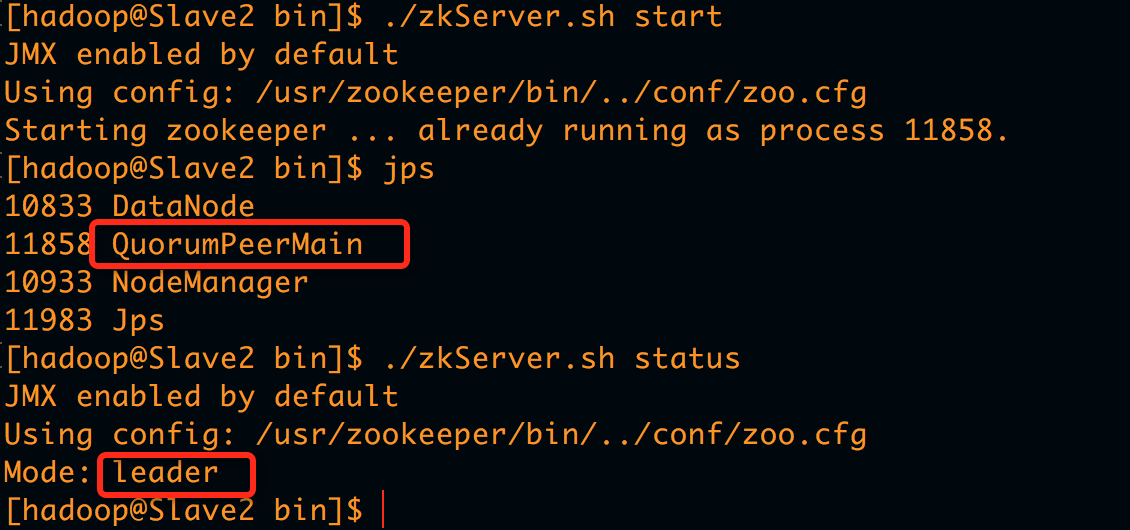 [hadoop@Slave2 bin]$ ./zkServer.sh start
JMX enabled by default
Using config: /usr/zookeeper/bin/../conf/zoo.cfg
Starting zookeeper ... already running as process 11858.
[hadoop@Slave2 bin]$ jps
10833 DataNode
11858 QuorumPeerMain
10933 NodeManager
11983 Jps
[hadoop@Slave2 bin]$ ./zkServer.sh status
JMX enabled by default
Using config: /usr/zookeeper/bin/../conf/zoo.cfg
Mode: leader
[hadoop@Slave2 bin]$